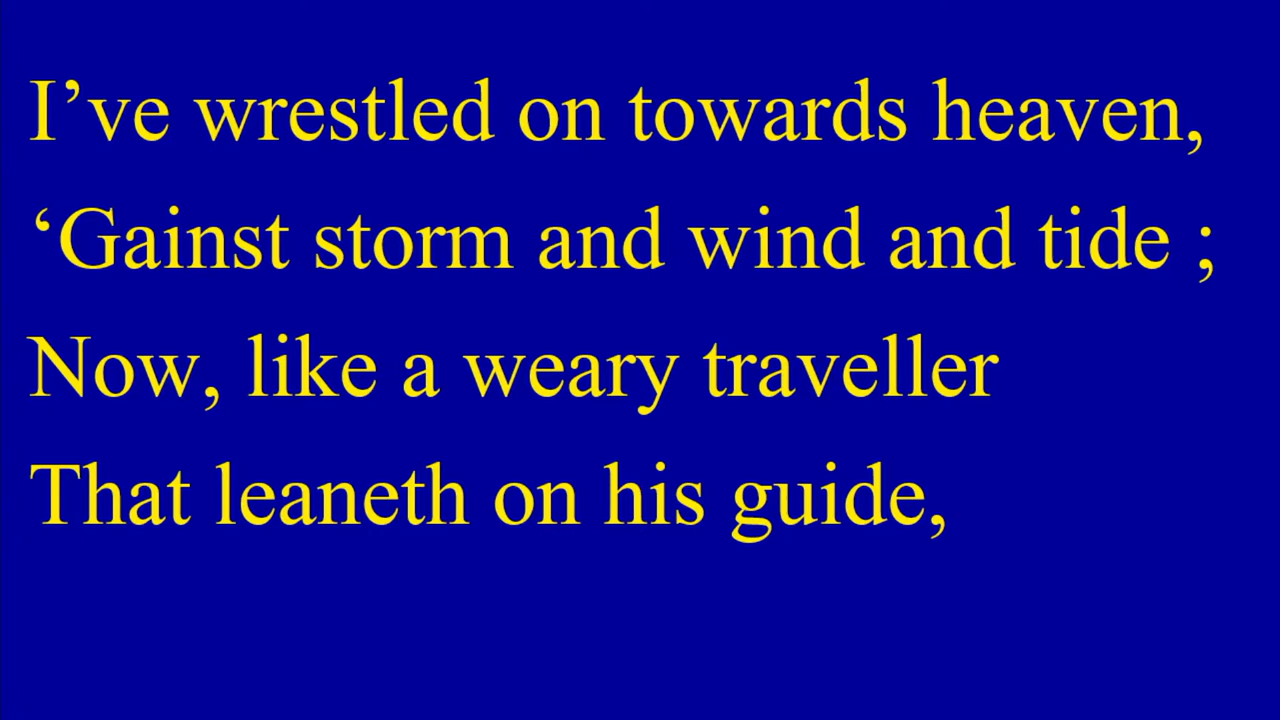 I’ve wrestled on towards heaven,
‘Gainst storm and wind and tide ;
Now, like a weary traveller
That leaneth on his guide,